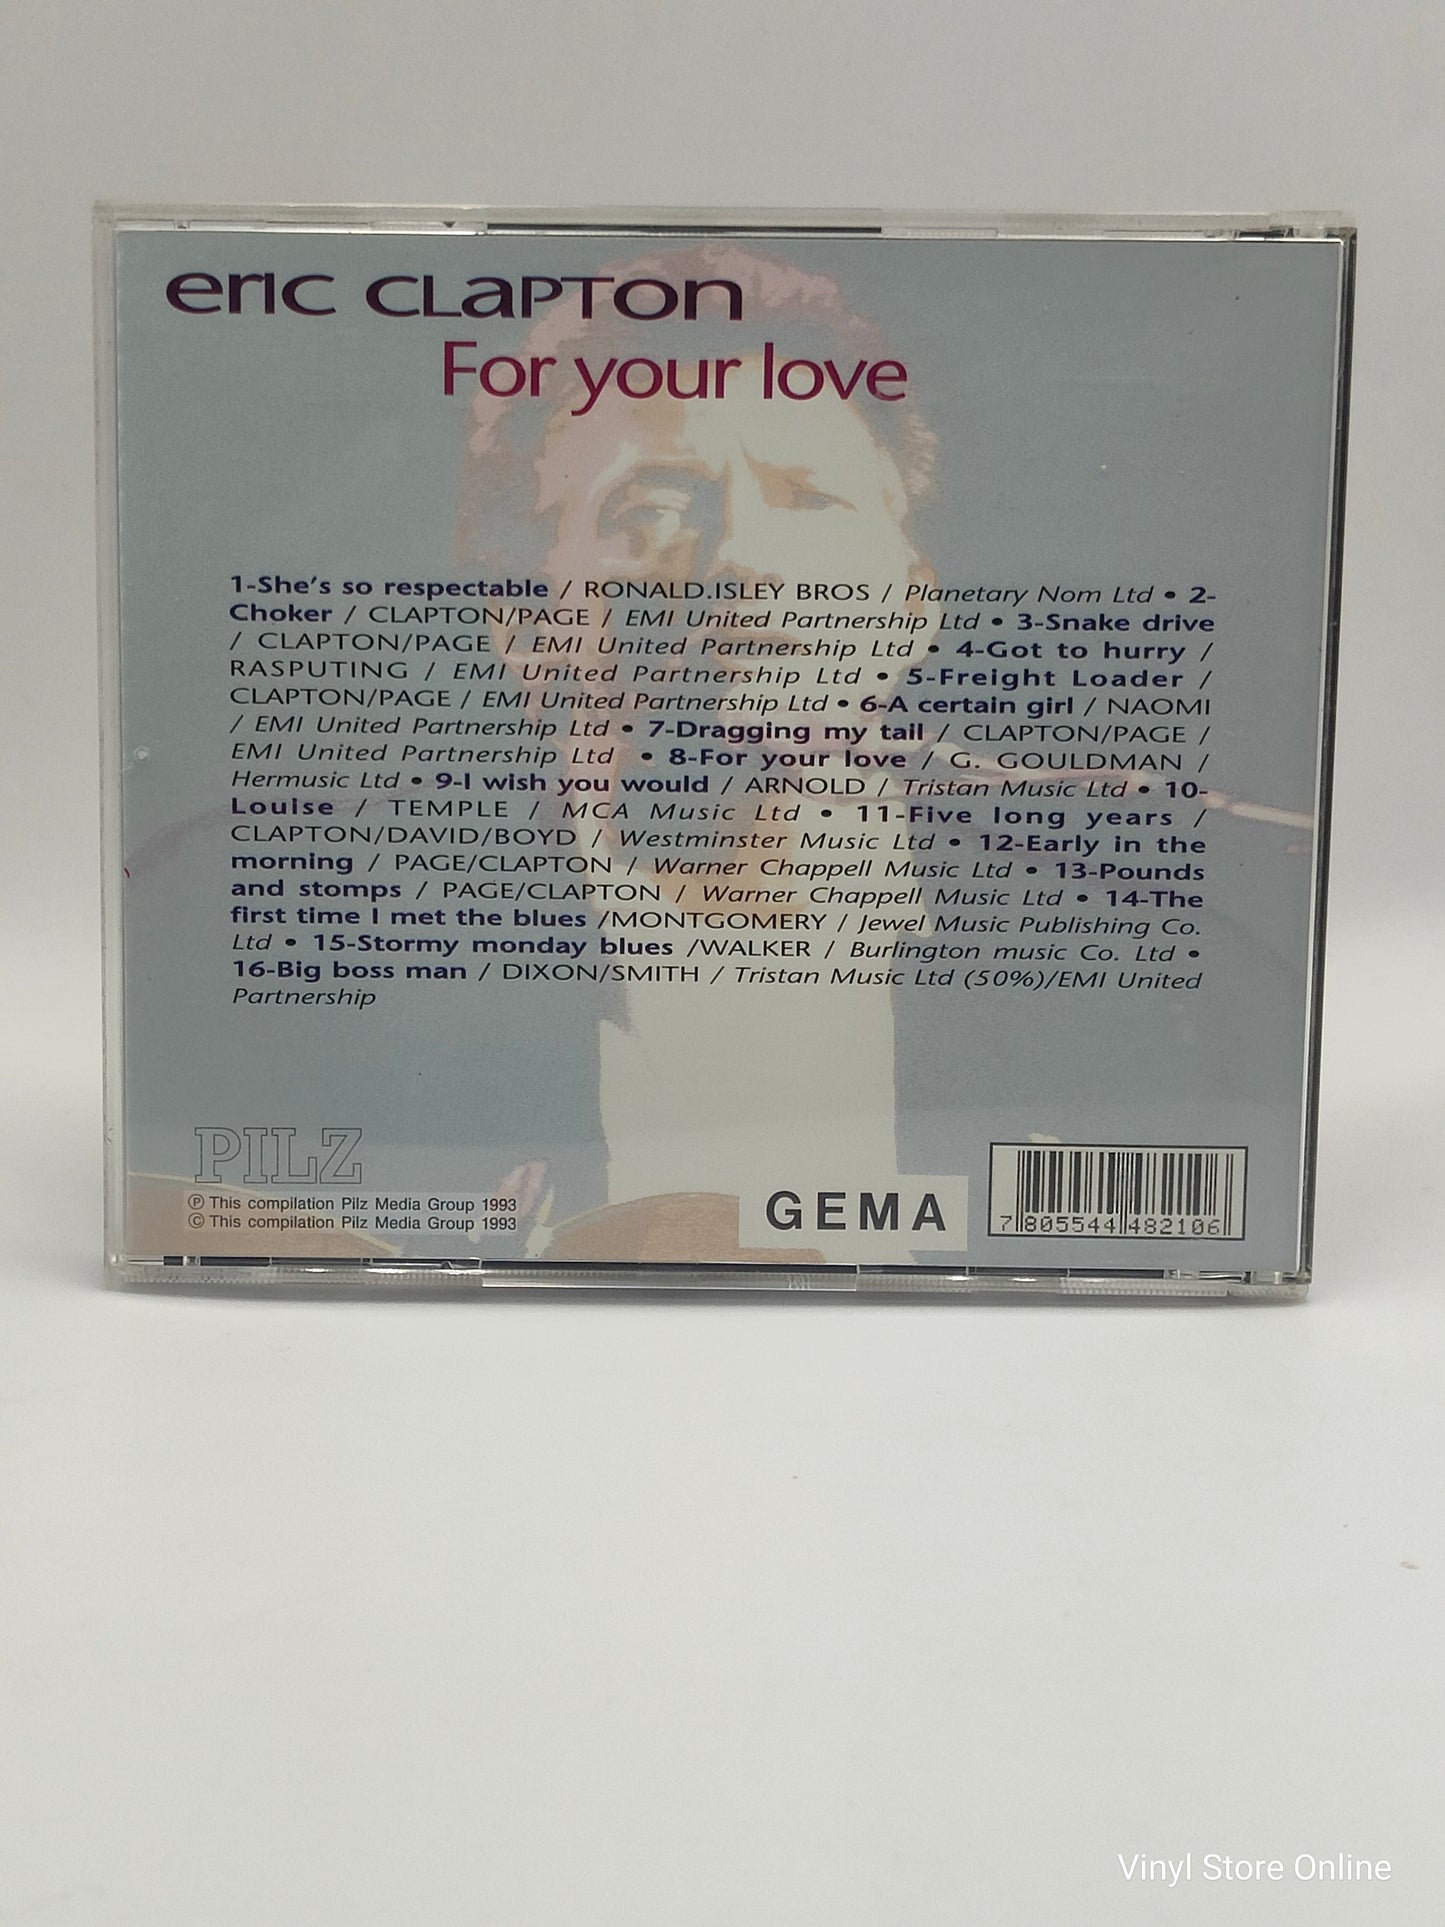 eric CLAPTON
For your love
1-She's so respectable / RONALD.ISLEY BROS / Planetary Nom Ltd • 2-
Choker / CLAPTON/PAGE / EMI United Partnership Ltd • 3-Snake drive
/ CLAPTON/PAGE / EMI United Partnership Ltd • 4-Got to hurry /
RASPUTING / EMI United Partnership Ltd • 5-Freight Loader /
CLAPTON/PAGE / EMI United Partnership Ltd • 6-A certain girl / NAOMI
/ EMI United Partnership Ltd • 7-Dragging my tail / CLAPTON/PAGE /
EMI United Partnership Ltd • 8-For your love / G. GOULDMAN /
Hermusic Ltd • 9-I wish you would / ARNOLD / Tristan Music Ltd • 10-
Louise / TEMPLE / MCA Music Ltd • 11-Five long years /
CLAPTON/DAVID/BOYD / Westminster Music Ltd • 12-Early in the
morning / PAGE/CLAPTON / Warner Chappell Music Ltd • 13-Pounds
and stomps / PAGE/CLAPTON / Warner Chappell Music Ltd • 14-The
first time I met the blues /MONTGOMERY / Jewel Music Publishing Co.
Ltd • 15-Stormy monday blues /WALKER / Burlington music Co. Ltd •
16-Big boss man / DIXON/SMITH / Tristan Music Ltd (50%)/EMI United
Partnership
PILZ
℗ This compilation Pilz Media Group 1993
© This compilation Pilz Media Group 1993
GEMA
7 805544 482106
Vinyl Store Online